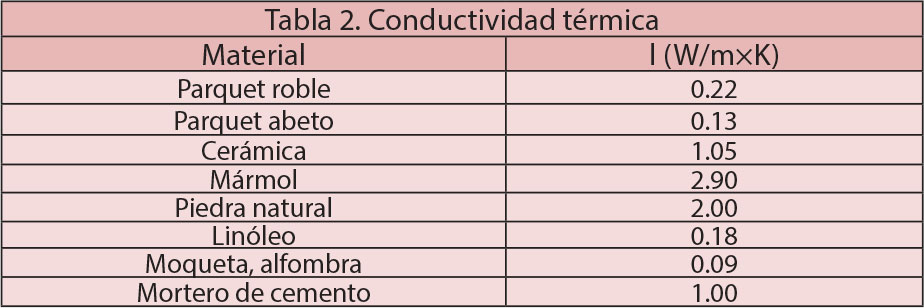 Tabla 2. Conductividad térmica
Material l (W/m×K)
Parquet roble 0.22
Parquet abeto 0.13
Cerámica 1.05
Mármol 2.90
Piedra natural 2.00
Linóleo 0.18
Moqueta, alfombra 0.09
Mortero de cemento 1.00